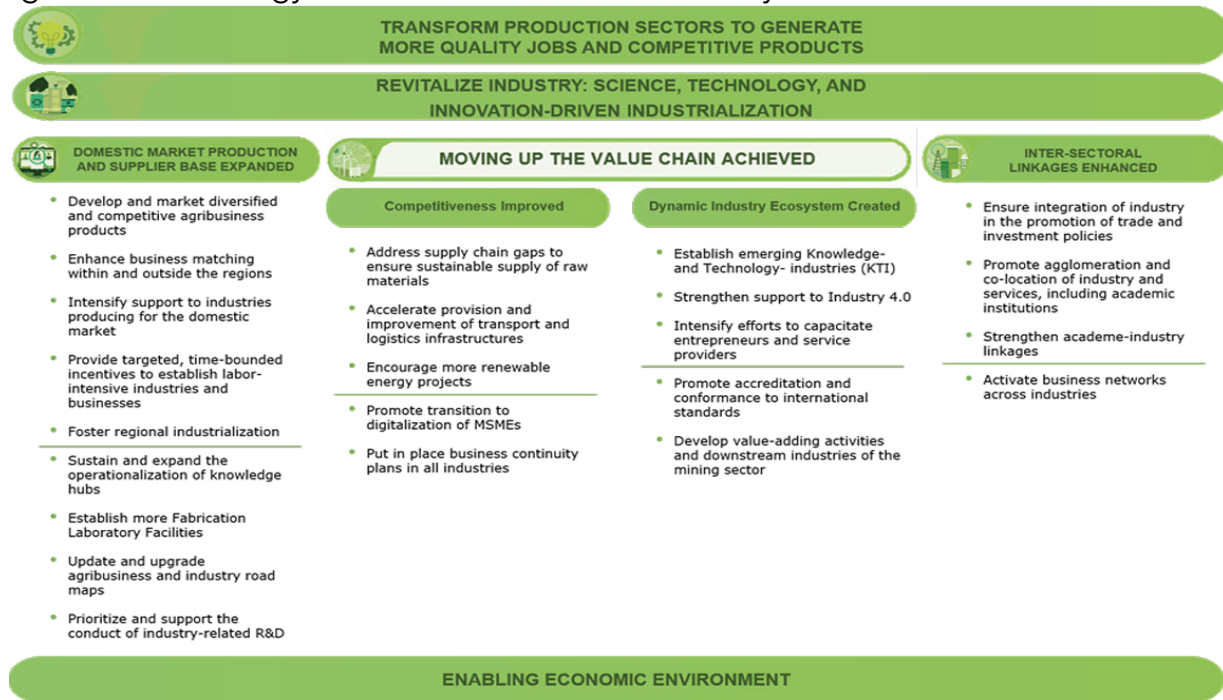 TRANSFORM PRODUCTION SECTORS TO GENERATE
MORE QUALITY JOBS AND COMPETITIVE PRODUCTS
REVITALIZE INDUSTRY: SCIENCE, TECHNOLOGY, AND
INNOVATION-DRIVEN INDUSTRIALIZATION
DOMESTIC MARKET PRODUCTION
AND SUPPLIER BASE EXPANDED
• Develop and market diversified
and competitive agribusiness
products
• Enhance business matching
within and outside the regions
• Intensify support to industries
producing for the domestic
market
• Provide targeted, time-bounded
incentives to establish labor-
intensive industries and
businesses
• Foster regional industrialization
• Sustain and expand the
operationalization of knowledge
hubs
• Establish more Fabrication
Laboratory Facilities
• Update and upgrade
agribusiness and industry road
maps
• Prioritize and support the
conduct of industry-related R&D
MOVING UP THE VALUE CHAIN ACHIEVED
Competitiveness Improved
• Address supply chain gaps to
ensure sustainable supply of raw
materials
• Accelerate provision and
improvement of transport and
logistics infrastructures
• Encourage more renewable
energy projects
• Promote transition to
digitalization of MSMEs
• Put in place business continuity
plans in all industries
Dynamic Industry Ecosystem Created
• Establish emerging Knowledge-
and Technology- industries (KTI)
• Strengthen support to Industry 4.0
• Intensify efforts to capacitate
entrepreneurs and service
providers
• Promote accreditation and
conformance to international
standards
• Develop value-adding activities
and downstream industries of the
mining sector
INTER-SECTORAL
LINKAGES ENHANCED
• Ensure integration of industry
in the promotion of trade and
investment policies
• Promote agglomeration and
co-location of industry and
services, including academic
institutions
• Strengthen academe-industry
linkages
• Activate business networks
across industries
ENABLING ECONOMIC ENVIRONMENT